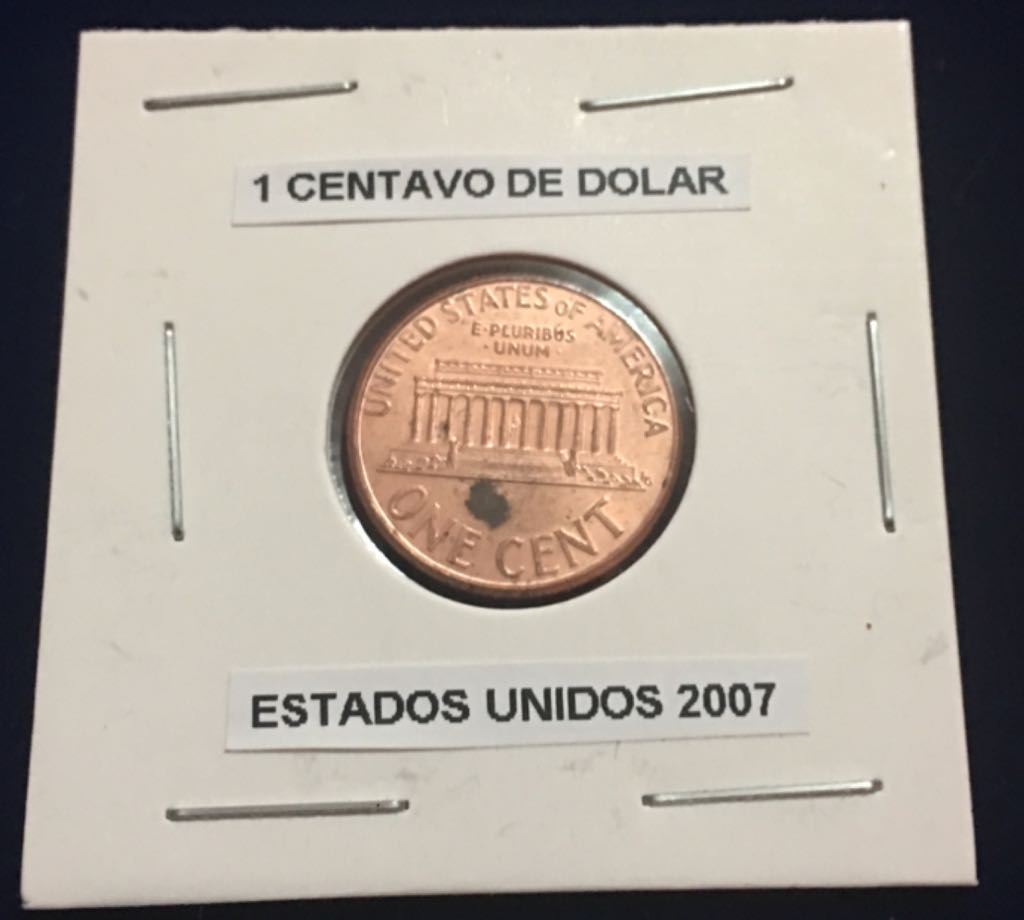 1 CENTAVO DE DOLAR
UNITED STATES OF AMERICA
E·PLURIBUS
·UNUM
ONE CENT
ESTADOS UNIDOS 2007